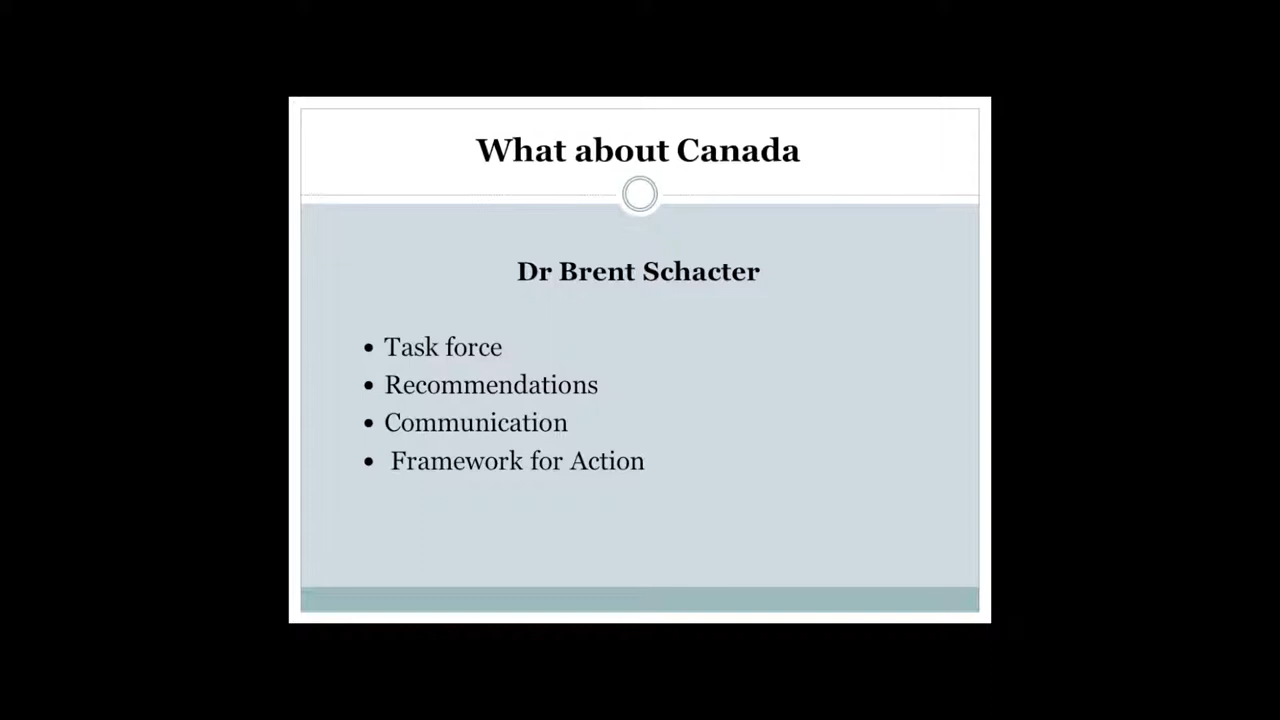 What about Canada
Dr Brent Schacter
• Task force
• Recommendations
• Communication
• Framework for Action